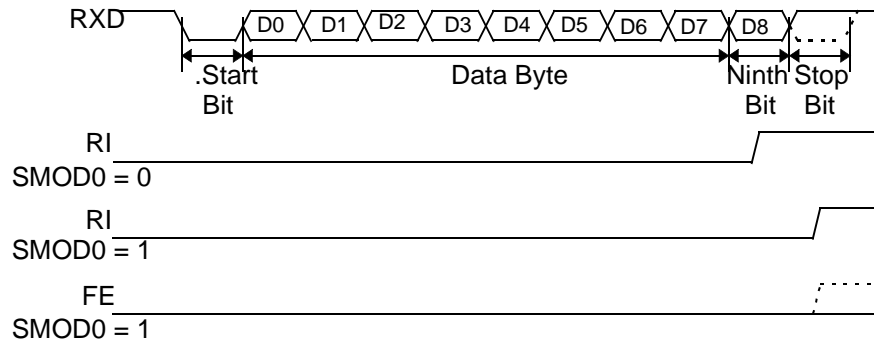 RXD D0 D1 D2 D3 D4 D5 D6 D7 D8
.Start Data Byte Ninth Stop
Bit Bit Bit
RI
SMOD0 = 0
RI
SMOD0 = 1
FE
SMOD0 = 1